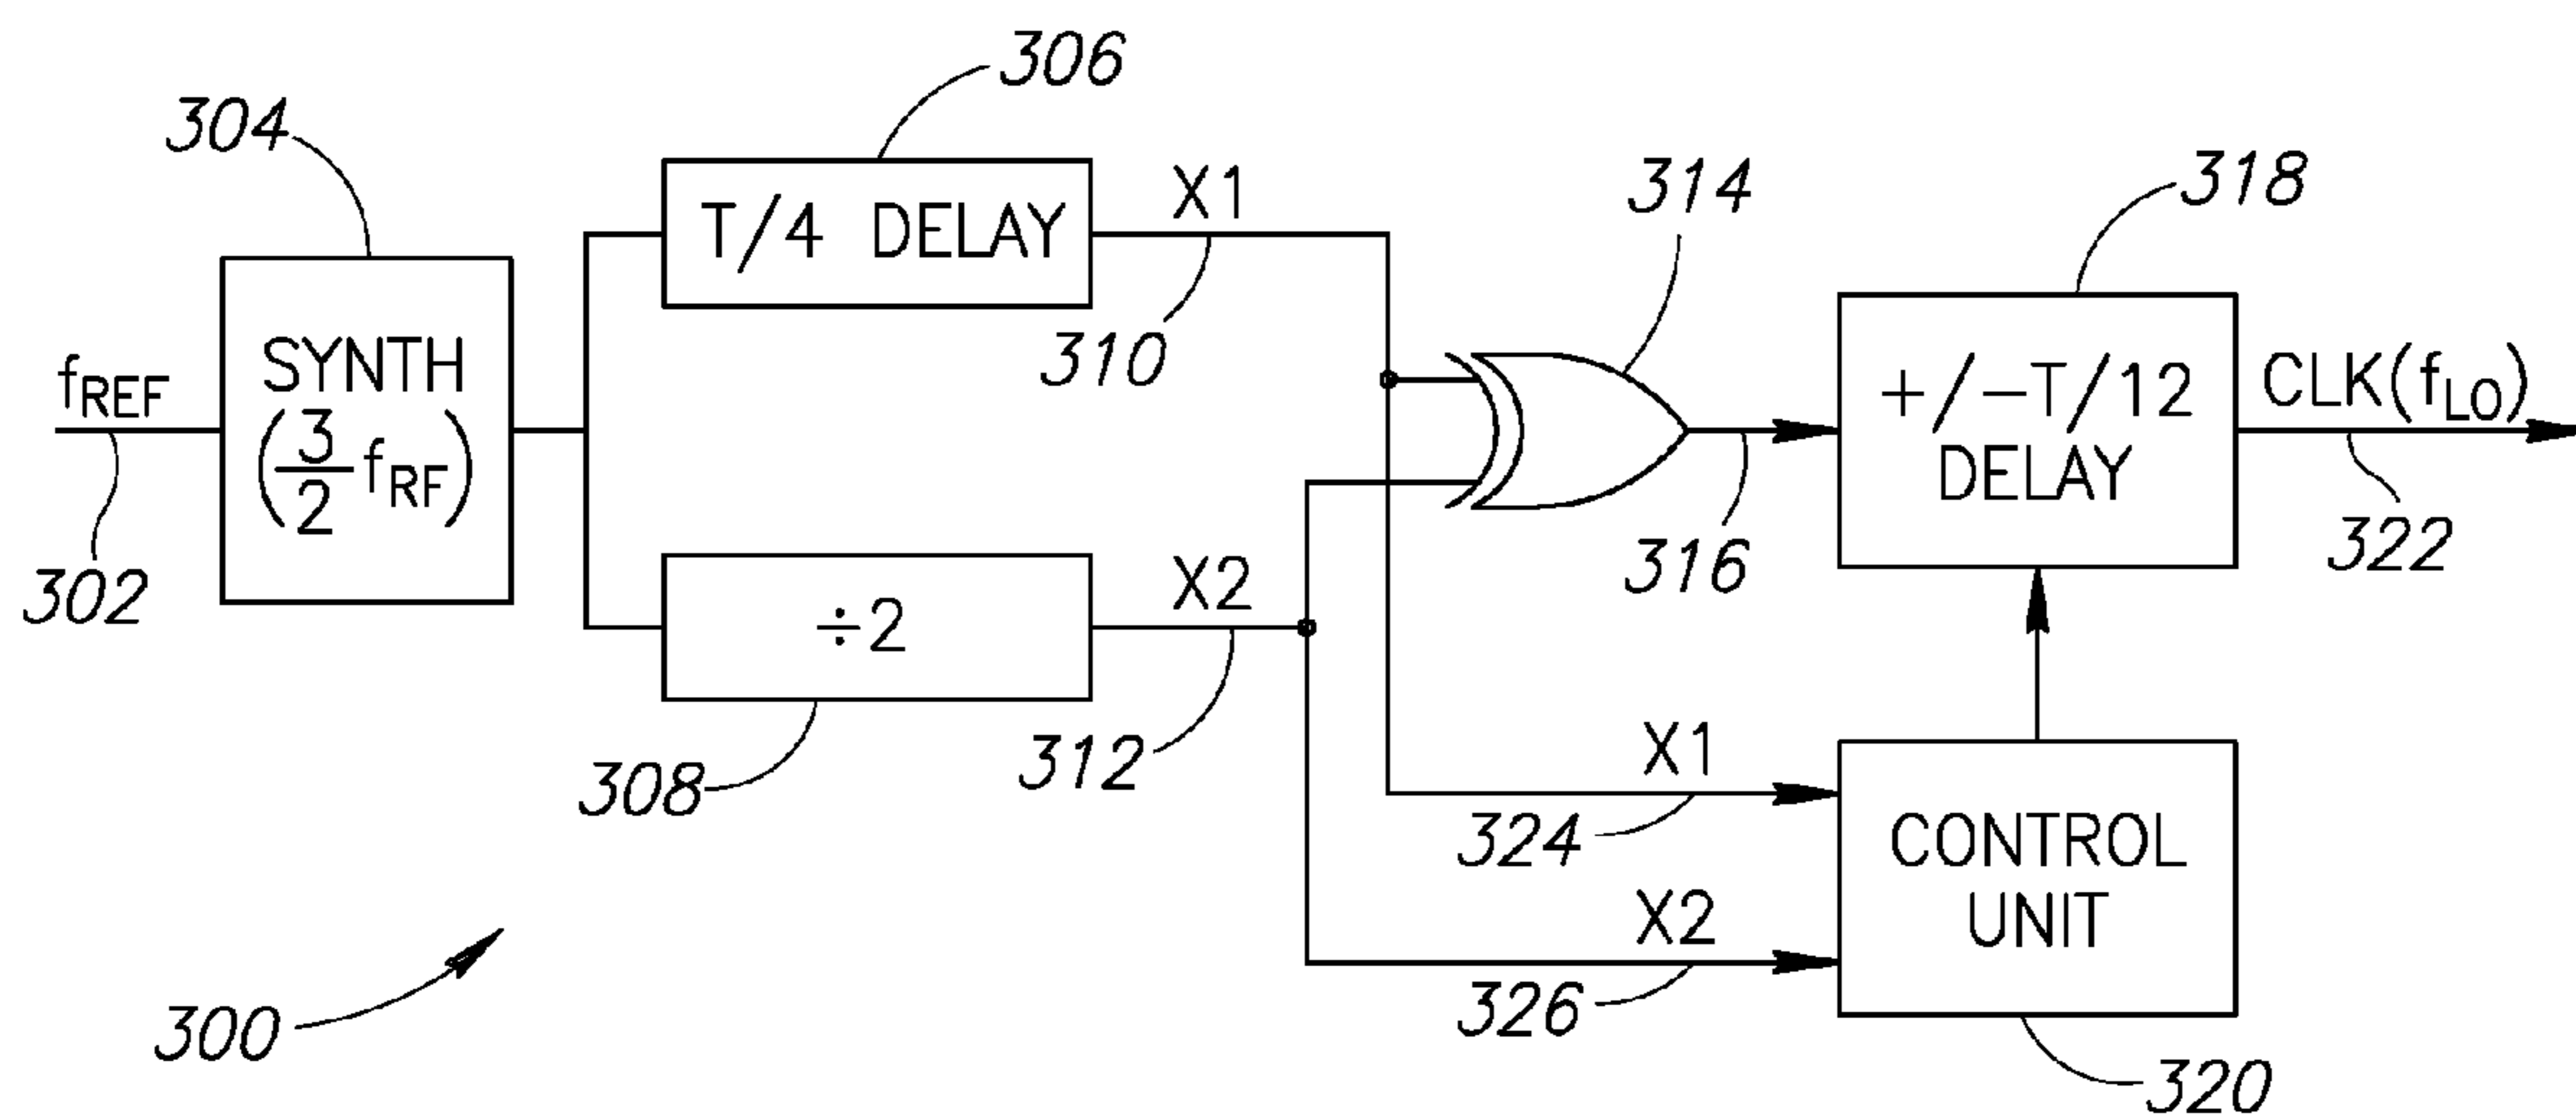 306
304
X1
314
318
T/4 DELAY
310
fREF
SYNTH
(3/2 fRF)
+/−T/12
DELAY
CLK(fLO)
302
316
322
X2
÷2
308
312
X1
324
CONTROL
UNIT
X2
326
300
320